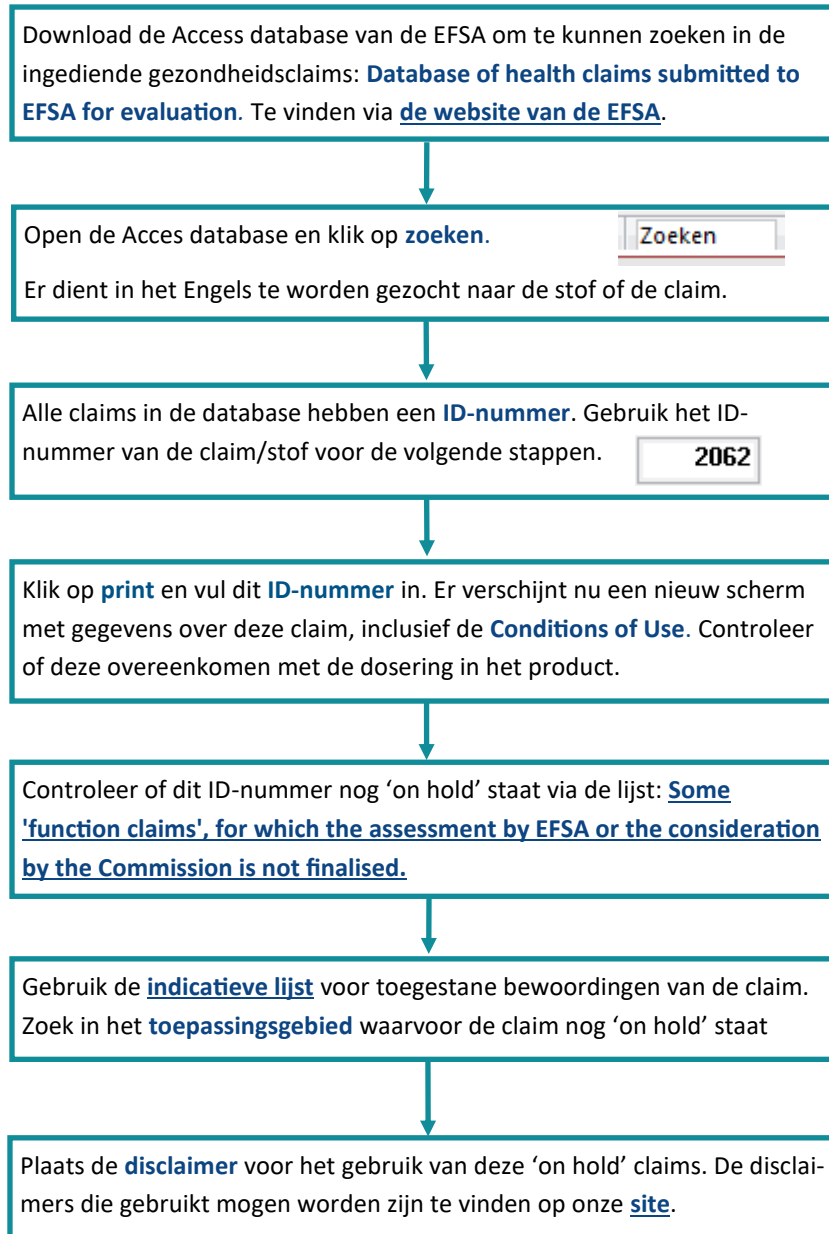 Download de Access database van de EFSA om te kunnen zoeken in de
ingediende gezondheidsclaims: Database of health claims submitted to
EFSA for evaluation. Te vinden via de website van de EFSA.
Open de Acces database en klik op zoeken.
Zoeken
Er dient in het Engels te worden gezocht naar de stof of de claim.
Alle claims in de database hebben een ID-nummer. Gebruik het ID-
nummer van de claim/stof voor de volgende stappen.
2062
Klik op print en vul dit ID-nummer in. Er verschijnt nu een nieuw scherm
met gegevens over deze claim, inclusief de Conditions of Use. Controleer
of deze overeenkomen met de dosering in het product.
Controleer of dit ID-nummer nog ‘on hold’ staat via de lijst: Some
'function claims', for which the assessment by EFSA or the consideration
by the Commission is not finalised.
Gebruik de indicatieve lijst voor toegestane bewoordingen van de claim.
Zoek in het toepassingsgebied waarvoor de claim nog ‘on hold’ staat
Plaats de disclaimer voor het gebruik van deze ‘on hold’ claims. De disclai-
mers die gebruikt mogen worden zijn te vinden op onze site.